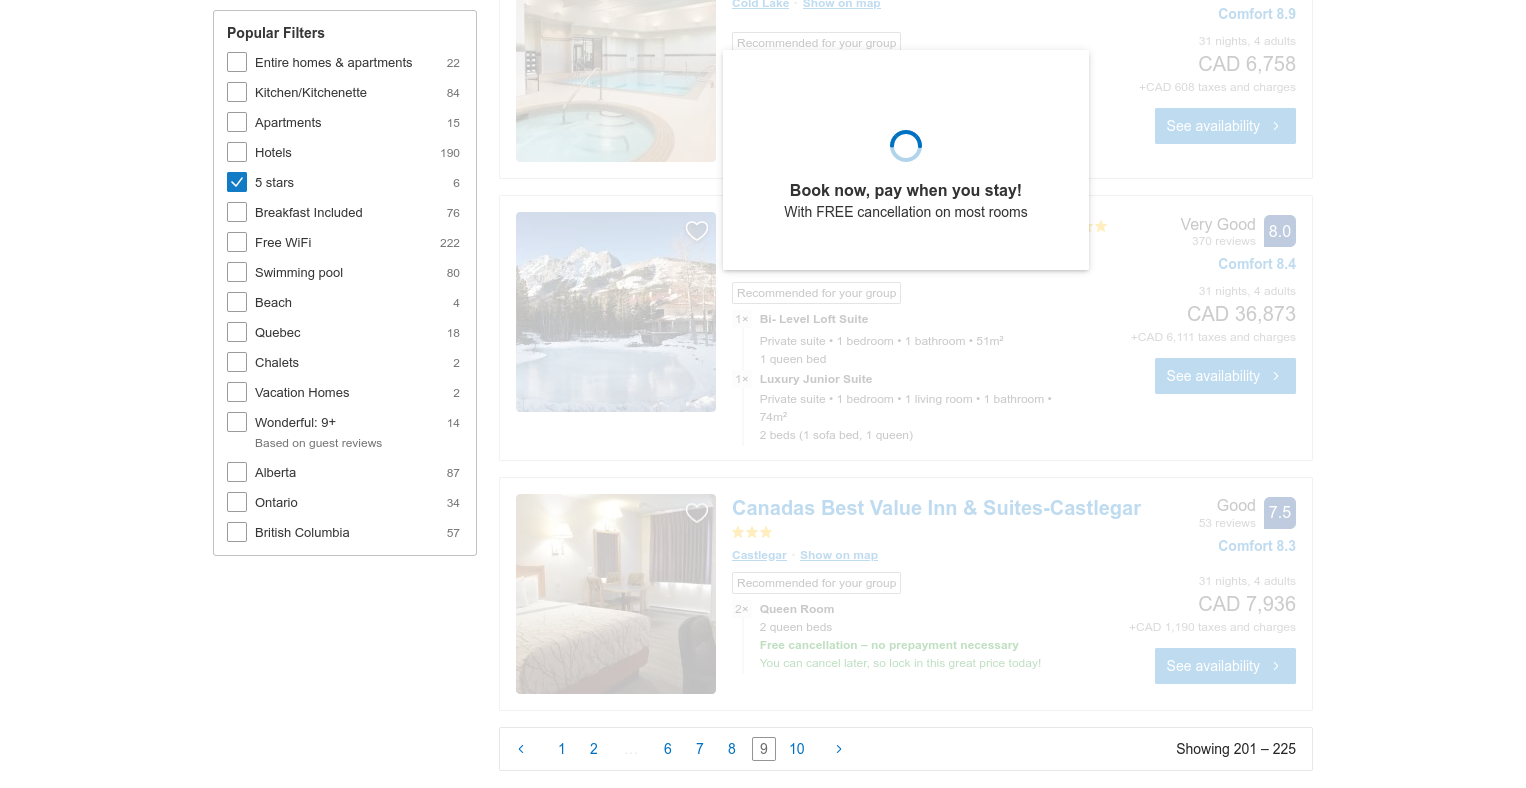 Popular Filters
Entire homes & apartments 22
Kitchen/Kitchenette 84
Apartments 15
Hotels 190
5 stars 6
Breakfast Included 76
Free WiFi 222
Swimming pool 80
Beach 4
Quebec 18
Chalets 2
Vacation Homes 2
Wonderful: 9+ 14
Based on guest reviews
Alberta 87
Ontario 34
British Columbia 57
Cold Lake · Show on map
Comfort 8.9
Recommended for your group
31 nights, 4 adults
CAD 6,758
+CAD 608 taxes and charges
See availability
Book now, pay when you stay!
With FREE cancellation on most rooms
Very Good 8.0
370 reviews
Comfort 8.4
Recommended for your group
31 nights, 4 adults
CAD 36,873
+CAD 6,111 taxes and charges
See availability
1× Bi- Level Loft Suite
Private suite • 1 bedroom • 1 bathroom • 51m²
1 queen bed
1× Luxury Junior Suite
Private suite • 1 bedroom • 1 living room • 1 bathroom •
74m²
2 beds (1 sofa bed, 1 queen)
Canadas Best Value Inn & Suites-Castlegar
Good 7.5
53 reviews
Comfort 8.3
Castlegar · Show on map
Recommended for your group
31 nights, 4 adults
CAD 7,936
+CAD 1,190 taxes and charges
See availability
2× Queen Room
2 queen beds
Free cancellation – no prepayment necessary
You can cancel later, so lock in this great price today!
1 2 … 6 7 8 9 10
Showing 201 – 225